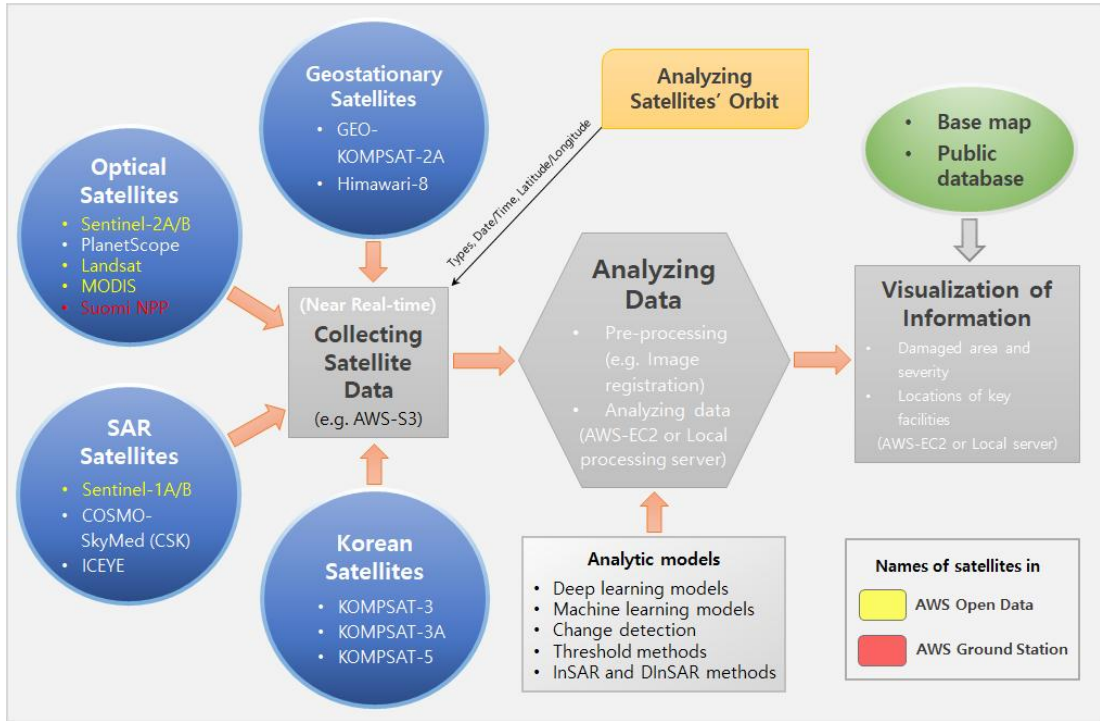 Geostationary
Satellites
• GEO-
KOMPSAT-2A
• Himawari-8
Analyzing
Satellites' Orbit
Types, Date/Time, Latitude/Longitude
• Base map
• Public
database
Optical
Satellites
• Sentinel-2A/B
• PlanetScope
• Landsat
• MODIS
• Suomi NPP
(Near Real-time)
Collecting
Satellite
Data
(e.g. AWS-S3)
Analyzing
Data
• Pre-processing
(e.g. Image
registration)
• Analyzing data
(AWS-EC2 or Local
processing server)
Visualization of
Information
• Damaged area and
severity
• Locations of key
facilities
(AWS-EC2 or Local server)
SAR
Satellites
• Sentinel-1A/B
• COSMO-
SkyMed (CSK)
• ICEYE
Korean
Satellites
• KOMPSAT-3
• KOMPSAT-3A
• KOMPSAT-5
Analytic models
• Deep learning models
• Machine learning models
• Change detection
• Threshold methods
• InSAR and DInSAR methods
Names of satellites in
AWS Open Data
AWS Ground Station